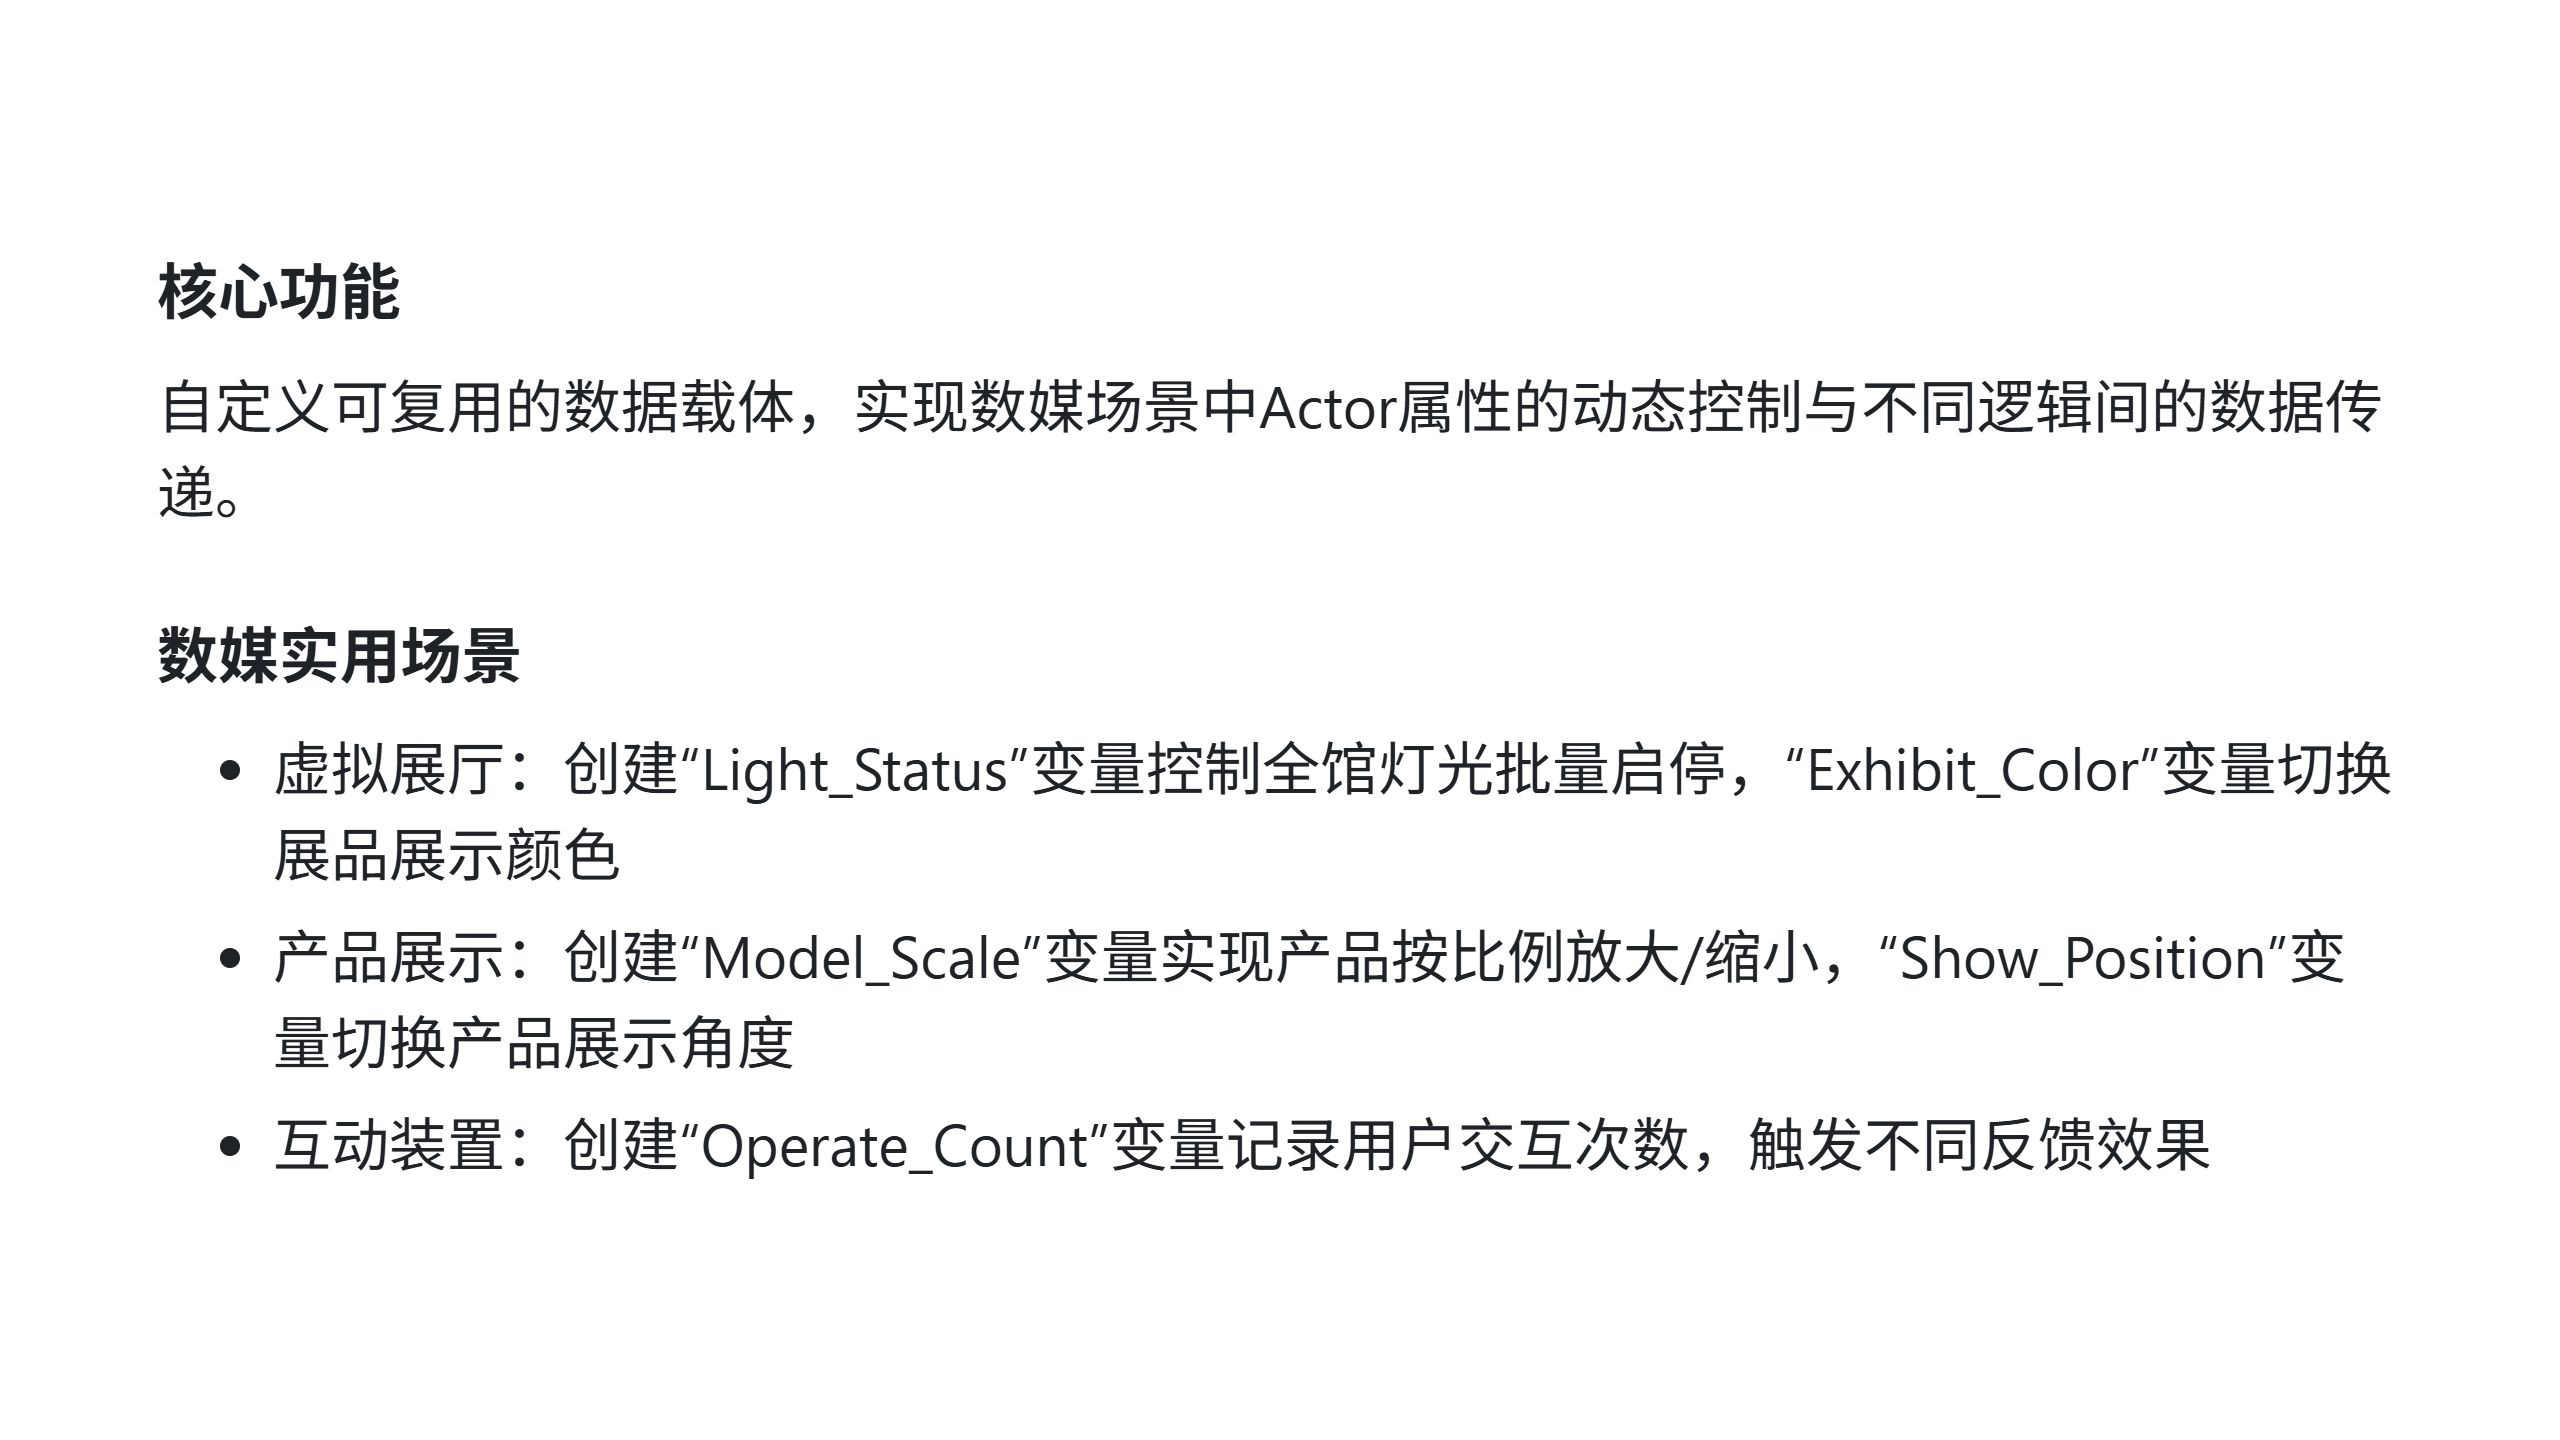 核心功能
自定义可复用的数据载体，实现数媒场景中Actor属性的动态控制与不同逻辑间的数据传
递。
数媒实用场景
• 虚拟展厅：创建“Light_Status”变量控制全馆灯光批量启停，“Exhibit_Color”变量切换
展品展示颜色
• 产品展示：创建“Model_Scale”变量实现产品按比例放大/缩小，“Show_Position”变
量切换产品展示角度
• 互动装置：创建“Operate_Count”变量记录用户交互次数，触发不同反馈效果